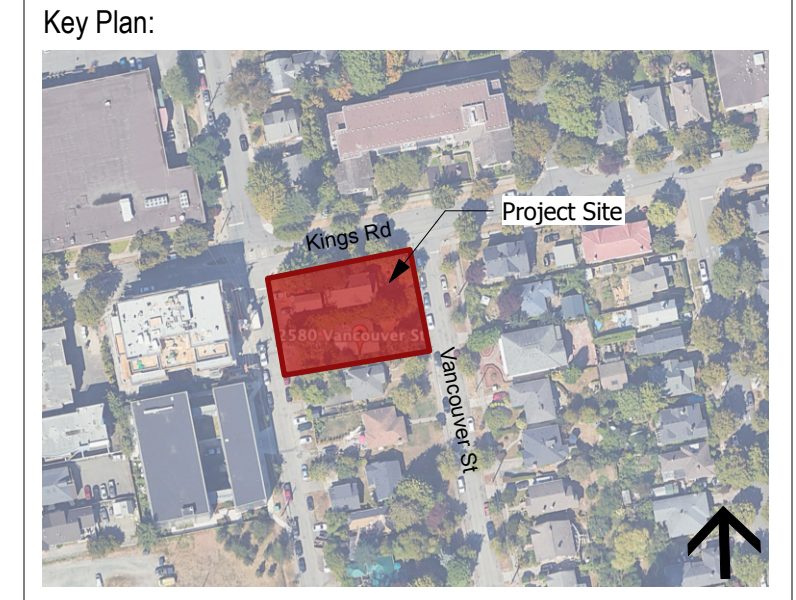 Key Plan:
Project Site
Kings Rd
2580 Vancouver St
Vancouver St